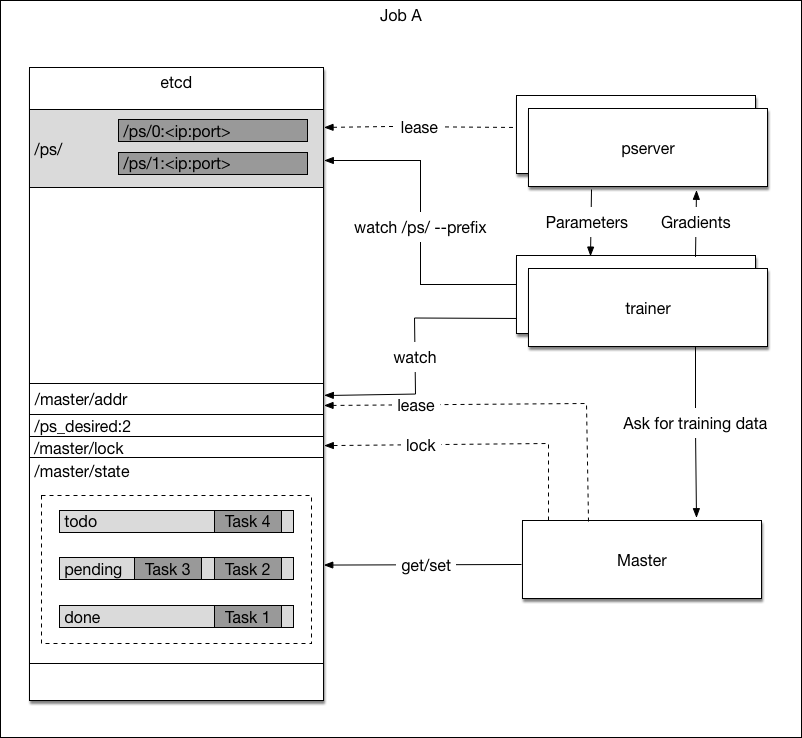 Job A
etcd
/ps/
/ps/0:<ip:port>
/ps/1:<ip:port>
lease
pserver
watch /ps/ --prefix
Parameters
Gradients
trainer
watch
/master/addr
lease
/ps_desired:2
Ask for training data
/master/lock
lock
/master/state
todo
Task 4
pending
Task 3
Task 2
get/set
Master
done
Task 1